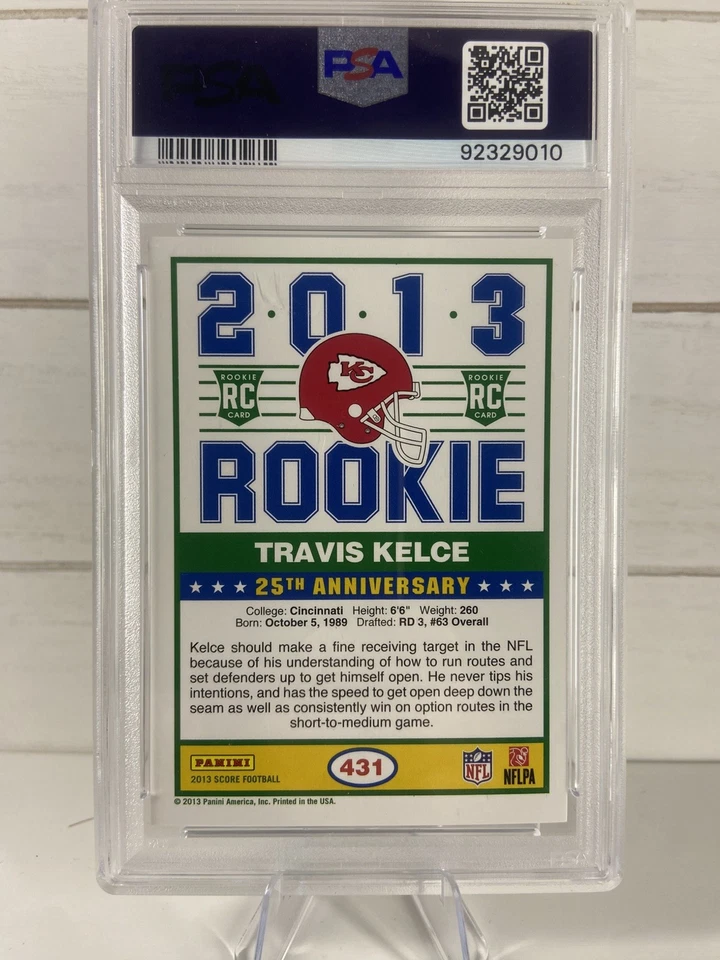 PSA
PSA
92329010
2·0·1·3
ROOKIE RC CARD
KC
ROOKIE RC CARD
ROOKIE
TRAVIS KELCE
★ ★ ★ 25TH ANNIVERSARY ★ ★ ★
College: Cincinnati Height: 6'6" Weight: 260
Born: October 5, 1989 Drafted: RD 3, #63 Overall
Kelce should make a fine receiving target in the NFL
because of his understanding of how to run routes and
set defenders up to get himself open. He never tips his
intentions, and has the speed to get open deep down the
seam as well as consistently win on option routes in the
short-to-medium game.
PANINI
2013 SCORE FOOTBALL
431
NFL
NFLPA
© 2013 Panini America, Inc. Printed in the USA.